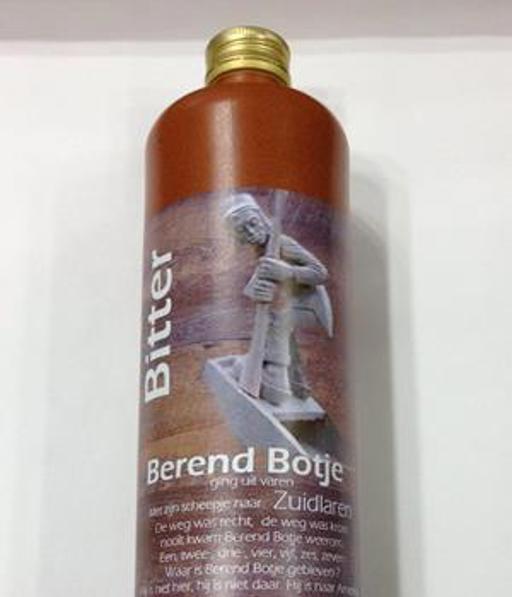 Bitter
Berend Botje
ging uit varen
Met zijn scheepje naar Zuidlaren
De weg was recht, de weg was krom
nooit kwam Berend Botje weerom
Een, twee, drie, vier, vijf, zes, zeven
Waar is Berend Botje gebleven?
is niet hier, hij is niet daar. Hij is naar